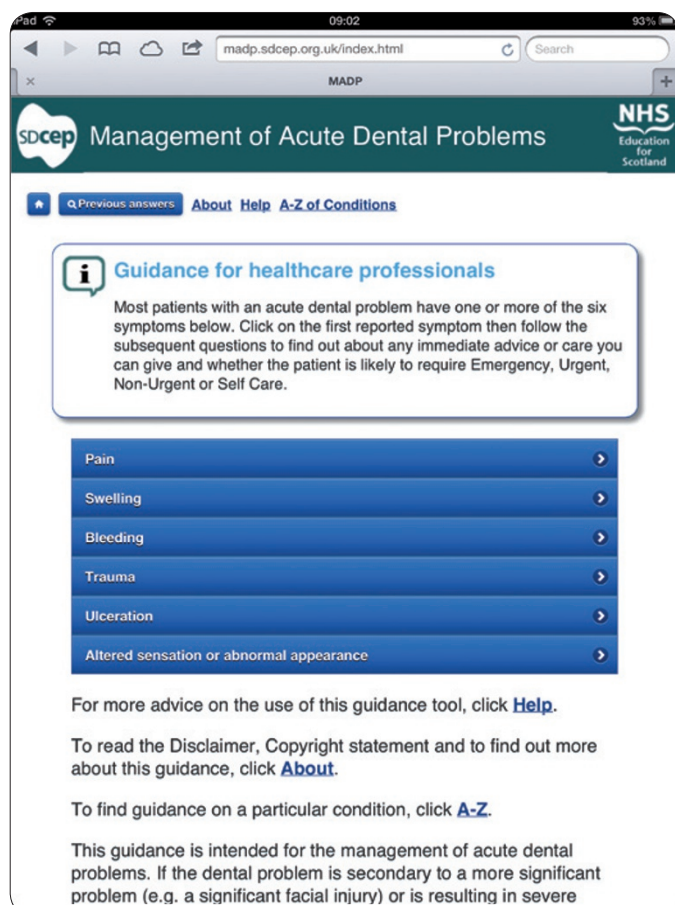 iPad 09:02 93%
madp.sdcep.org.uk/index.html Search
MADP
SDcep Management of Acute Dental Problems NHS
Education
for
Scotland
Previous answers About Help A-Z of Conditions
i Guidance for healthcare professionals
Most patients with an acute dental problem have one or more of the six
symptoms below. Click on the first reported symptom then follow the
subsequent questions to find out about any immediate advice or care you
can give and whether the patient is likely to require Emergency, Urgent,
Non-Urgent or Self Care.
Pain
Swelling
Bleeding
Trauma
Ulceration
Altered sensation or abnormal appearance
For more advice on the use of this guidance tool, click Help.
To read the Disclaimer, Copyright statement and to find out more
about this guidance, click About.
To find guidance on a particular condition, click A-Z.
This guidance is intended for the management of acute dental
problems. If the dental problem is secondary to a more significant
problem (e.g. a significant facial injury) or is resulting in severe